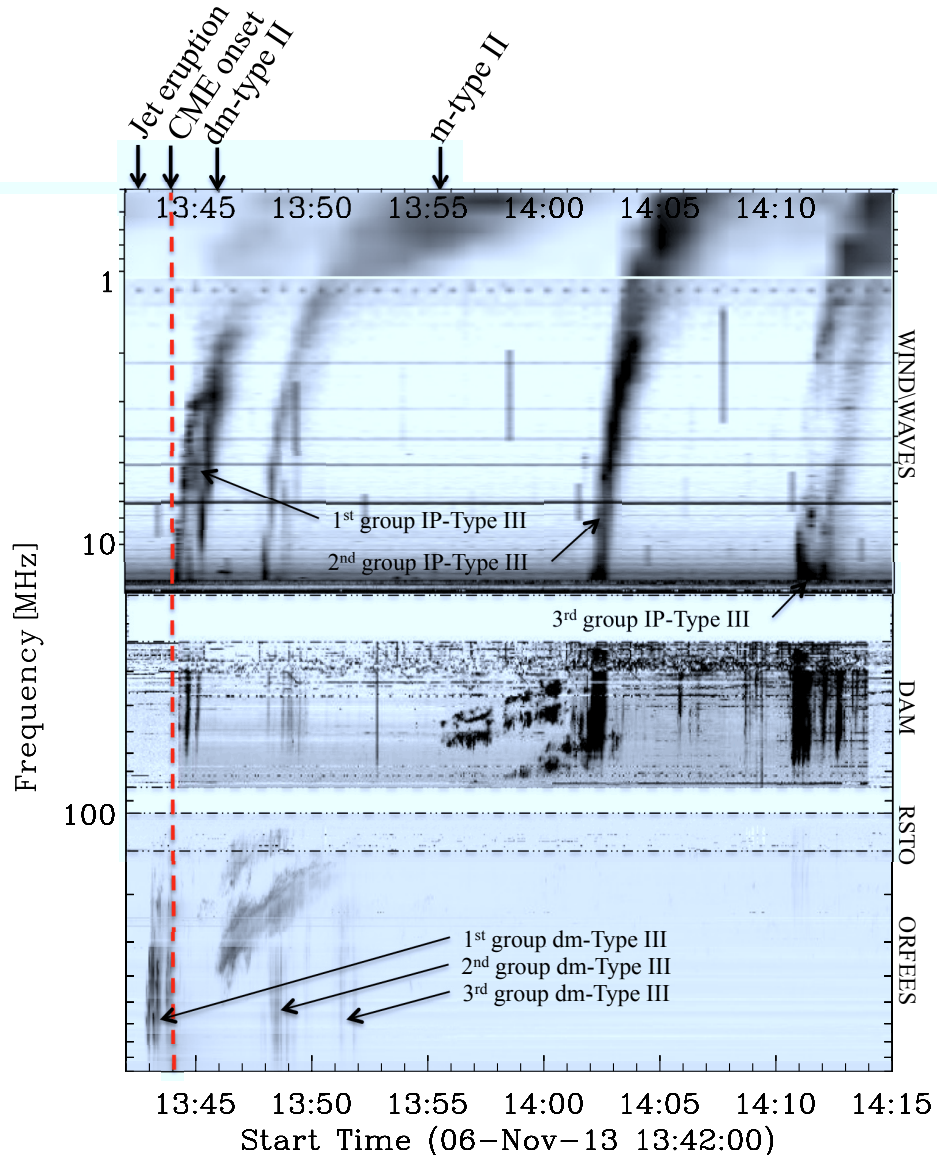 Jet eruption
CME onset
dm-type II
m-type II
13:45 13:50 13:55 14:00 14:05 14:10
1
10
100
Frequency [MHz]
1st group IP-Type III
2nd group IP-Type III
3rd group IP-Type III
WIND\WAVES
DAM
RSTO
ORFEES
1st group dm-Type III
2nd group dm-Type III
3rd group dm-Type III
13:45 13:50 13:55 14:00 14:05 14:10 14:15
Start Time (06-Nov-13 13:42:00)